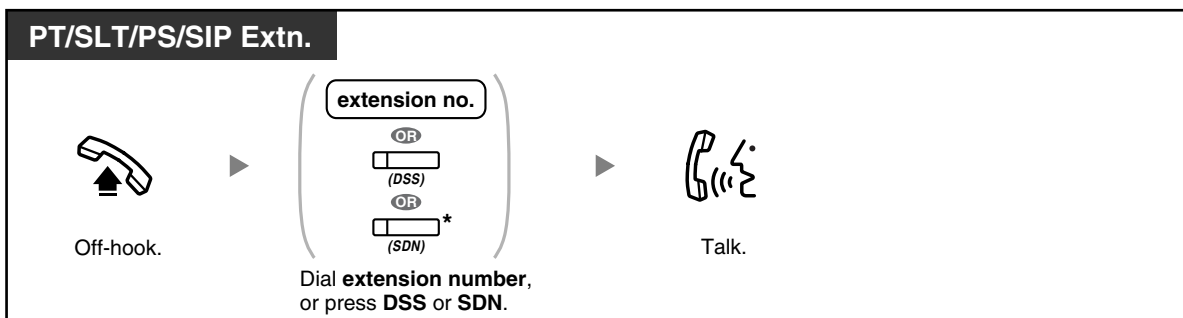 PT/SLT/PS/SIP Extn.
extension no.
OR
(DSS)
OR
*
(SDN)
Off-hook.
Dial extension number,
or press DSS or SDN.
Talk.